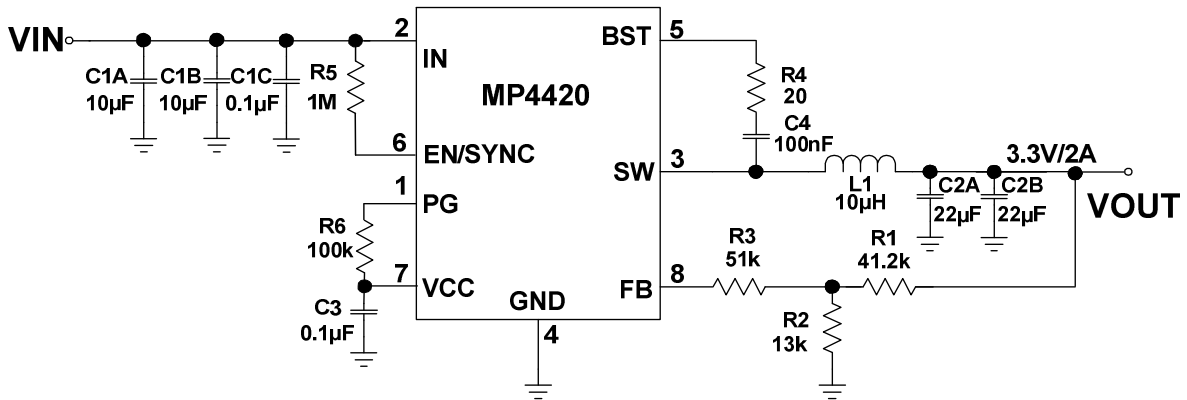 VIN
C1A
10µF
C1B
10µF
C1C
0.1µF
R5
1M
2
IN
6
EN/SYNC
1
PG
R6
100k
7
VCC
C3
0.1µF
MP4420
GND
4
BST
5
R4
20
C4
100nF
SW
3
L1
10µH
3.3V/2A
C2A
22µF
C2B
22µF
VOUT
FB
8
R3
51k
R1
41.2k
R2
13k